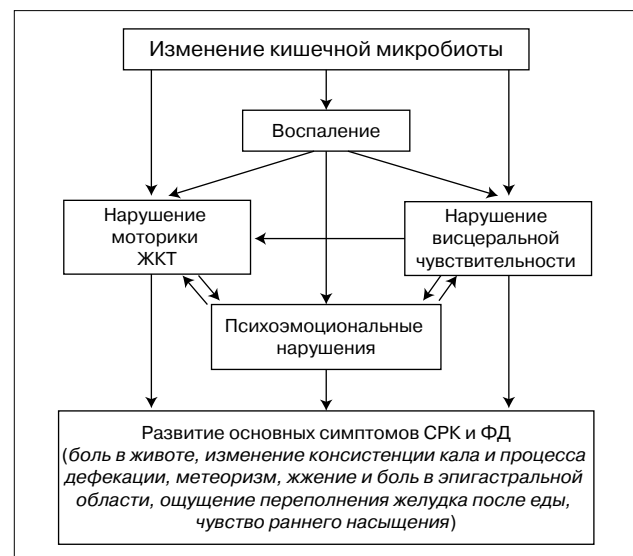 Изменение кишечной микробиоты
Воспаление
Нарушение
моторики
ЖКТ
Нарушение
висцеральной
чувствительности
Психоэмоциональные
нарушения
Развитие основных симптомов СРК и ФД
(боль в животе, изменение консистенции кала и процесса
дефекации, метеоризм, жжение и боль в эпигастральной
области, ощущение переполнения желудка после еды,
чувство раннего насыщения)